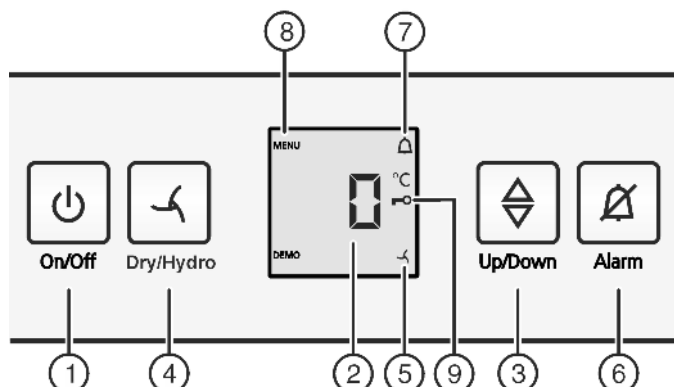 8 7
MENU
0 °C
On/Off Dry/Hydro DEMO Up/Down Alarm
1 4 2 5 9 3 6